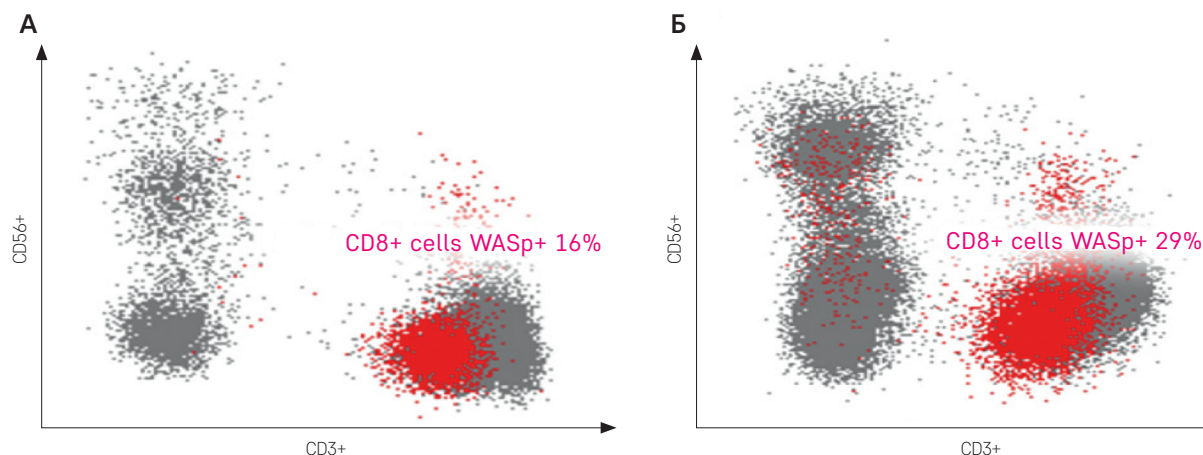 А
CD56+
CD8+ cells WASp+ 16%
CD3+
Б
CD56+
CD8+ cells WASp+ 29%
CD3+